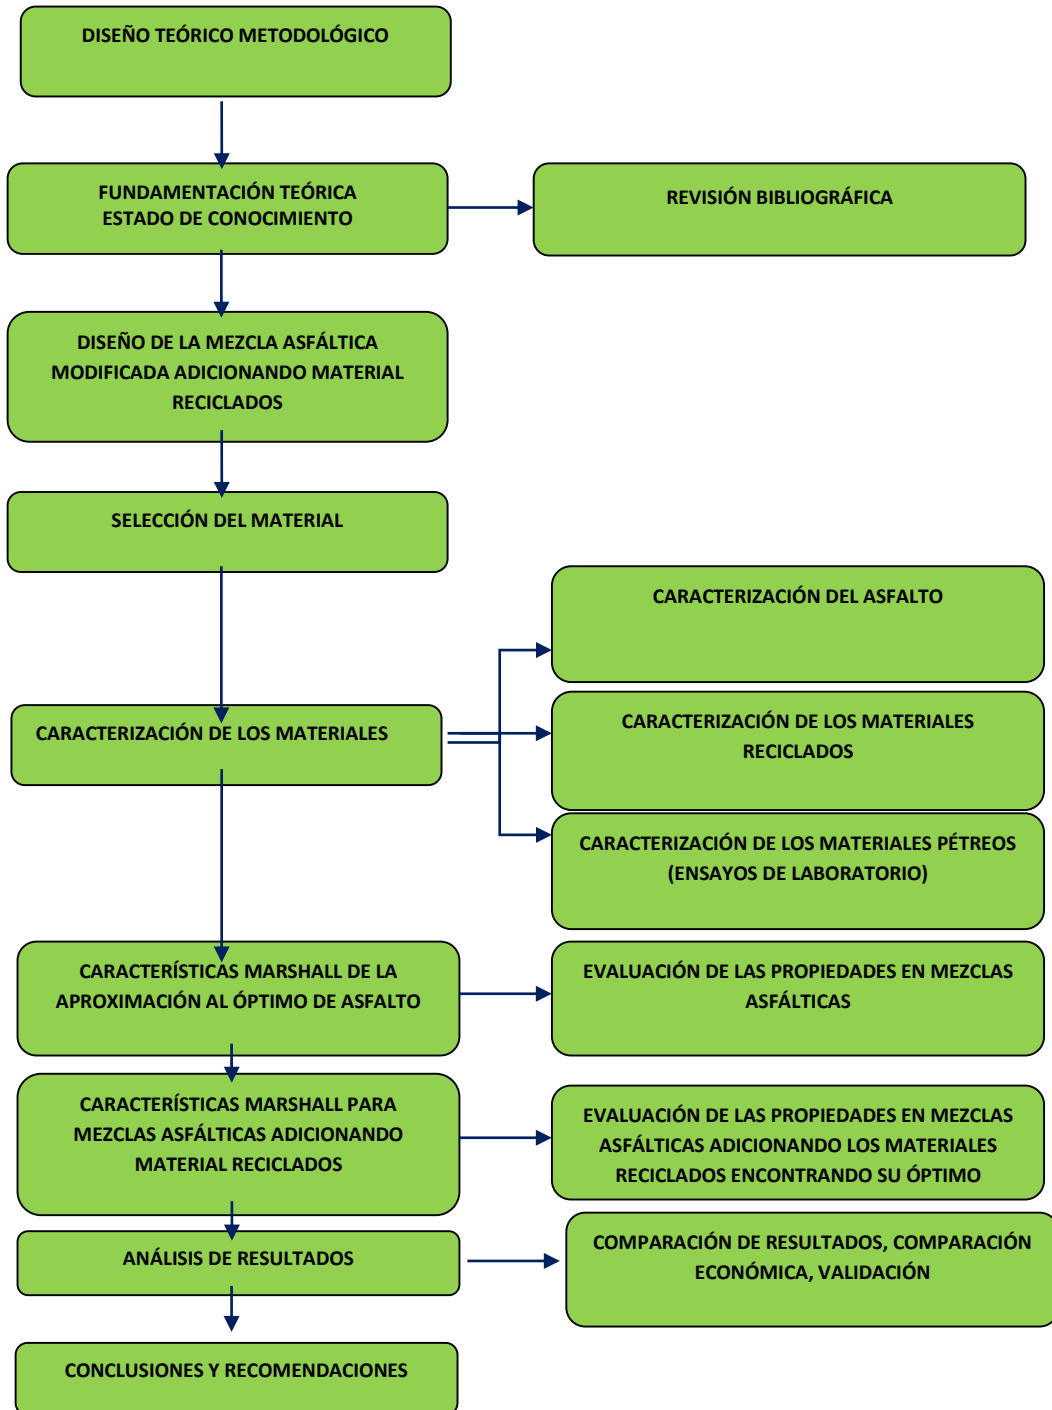 DISEÑO TEÓRICO METODOLÓGICO
FUNDAMENTACIÓN TEÓRICA
ESTADO DE CONOCIMIENTO
REVISIÓN BIBLIOGRÁFICA
DISEÑO DE LA MEZCLA ASFÁLTICA
MODIFICADA ADICIONANDO MATERIAL
RECICLADOS
SELECCIÓN DEL MATERIAL
CARACTERIZACIÓN DE LOS MATERIALES
CARACTERIZACIÓN DEL ASFALTO
CARACTERIZACIÓN DE LOS MATERIALES
RECICLADOS
CARACTERIZACIÓN DE LOS MATERIALES PÉTREOS
(ENSAYOS DE LABORATORIO)
CARACTERÍSTICAS MARSHALL DE LA
APROXIMACIÓN AL ÓPTIMO DE ASFALTO
EVALUACIÓN DE LAS PROPIEDADES EN MEZCLAS
ASFÁLTICAS
CARACTERÍSTICAS MARSHALL PARA
MEZCLAS ASFÁLTICAS ADICIONANDO
MATERIAL RECICLADOS
EVALUACIÓN DE LAS PROPIEDADES EN MEZCLAS
ASFÁLTICAS ADICIONANDO LOS MATERIALES
RECICLADOS ENCONTRANDO SU ÓPTIMO
ANÁLISIS DE RESULTADOS
COMPARACIÓN DE RESULTADOS, COMPARACIÓN
ECONÓMICA, VALIDACIÓN
CONCLUSIONES Y RECOMENDACIONES